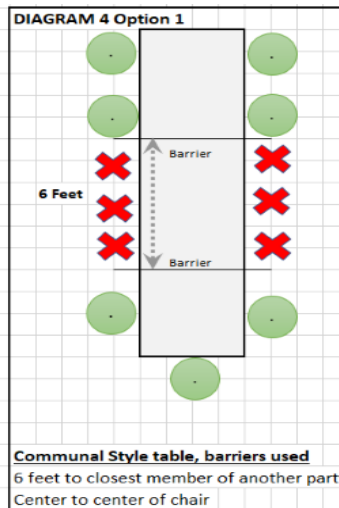 DIAGRAM 4 Option 1
Barrier
6 Feet
Barrier
Communal Style table, barriers used
6 feet to closest member of another part
Center to center of chair